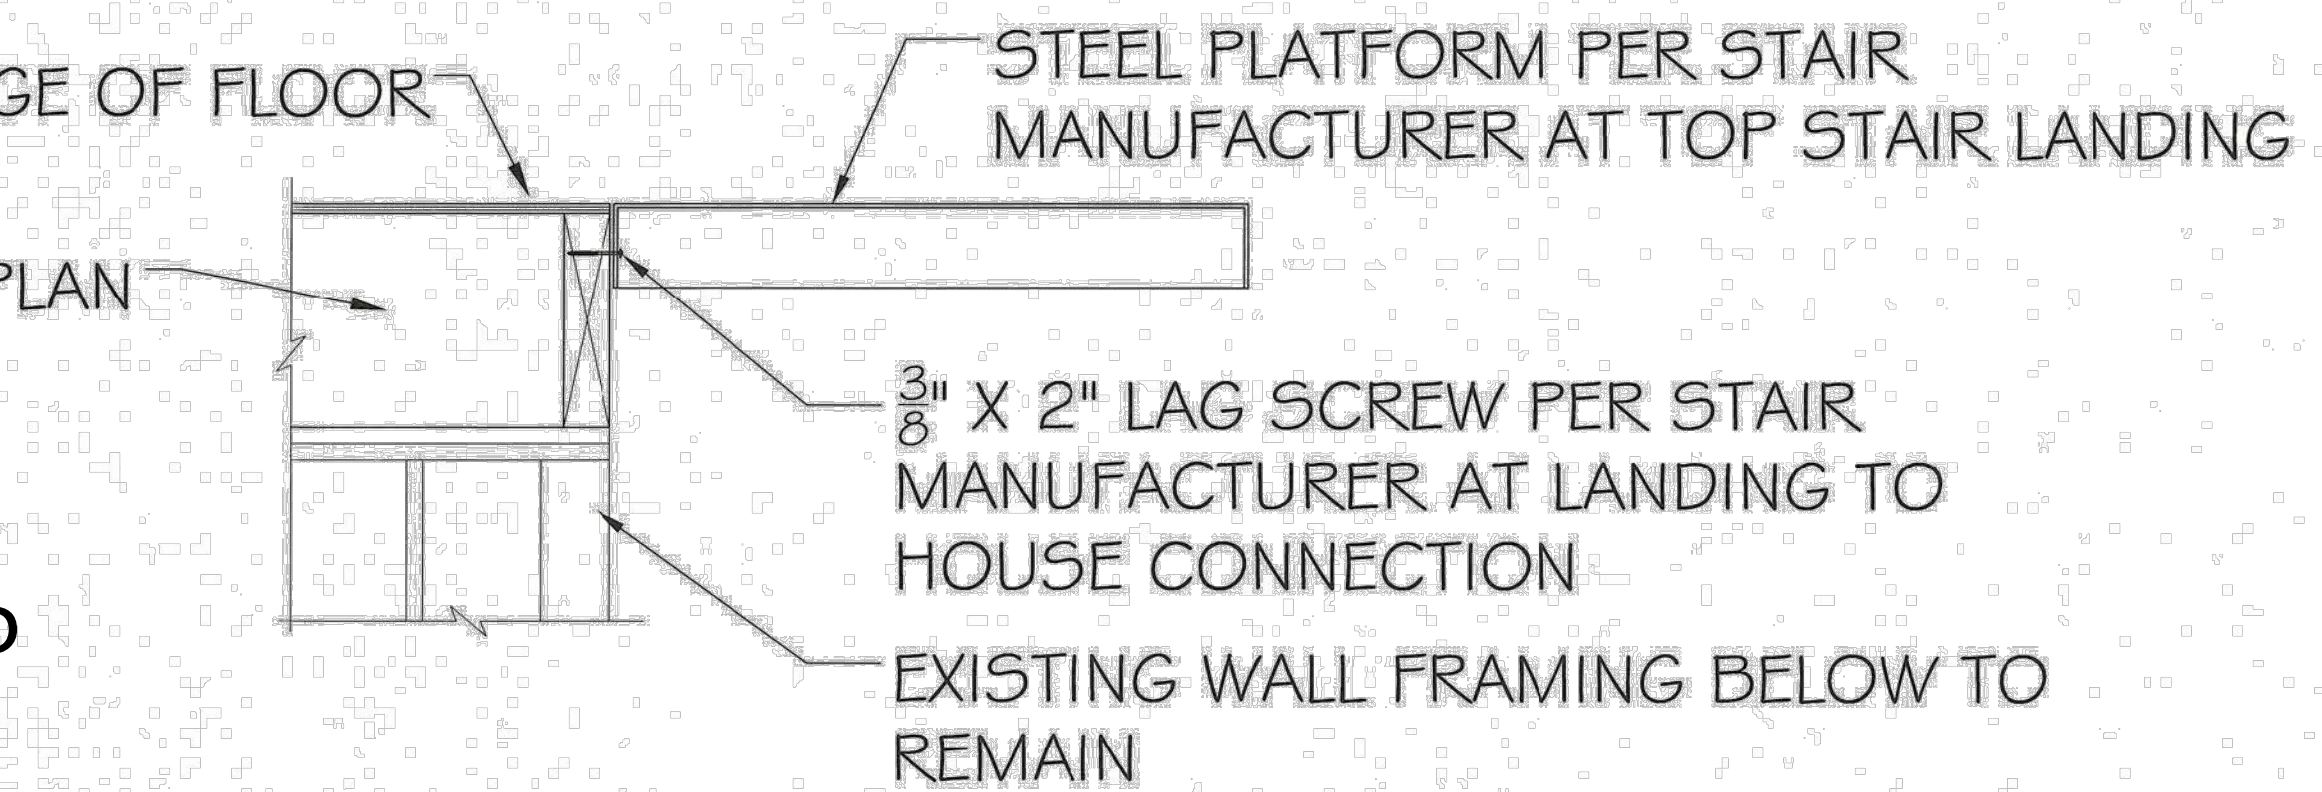 STEEL PLATFORM PER STAIR
MANUFACTURER AT TOP STAIR LANDING
OF FLOOR
PLAN
3/8" X 2" LAG SCREW PER STAIR
MANUFACTURER AT LANDING TO
HOUSE CONNECTION
EXISTING WALL FRAMING BELOW TO
REMAIN